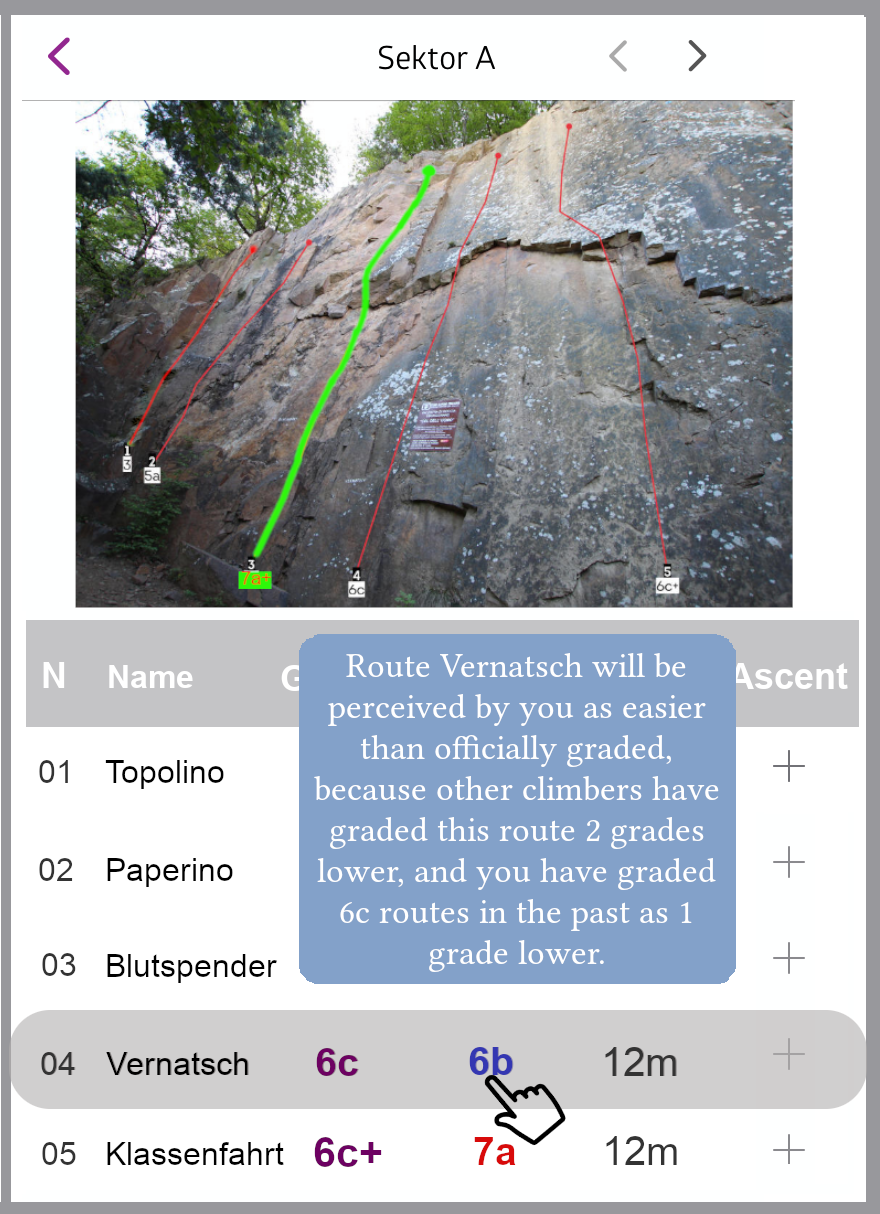 Sektor A
1
3
2
5a
3
7a+
4
6c
5
6c+
N Name G Ascent
Route Vernatsch will be
perceived by you as easier
than officially graded,
because other climbers have
graded this route 2 grades
lower, and you have graded
6c routes in the past as 1
grade lower.
01 Topolino
02 Paperino
03 Blutspender
04 Vernatsch 6c 6b 12m
05 Klassenfahrt 6c+ 7a 12m